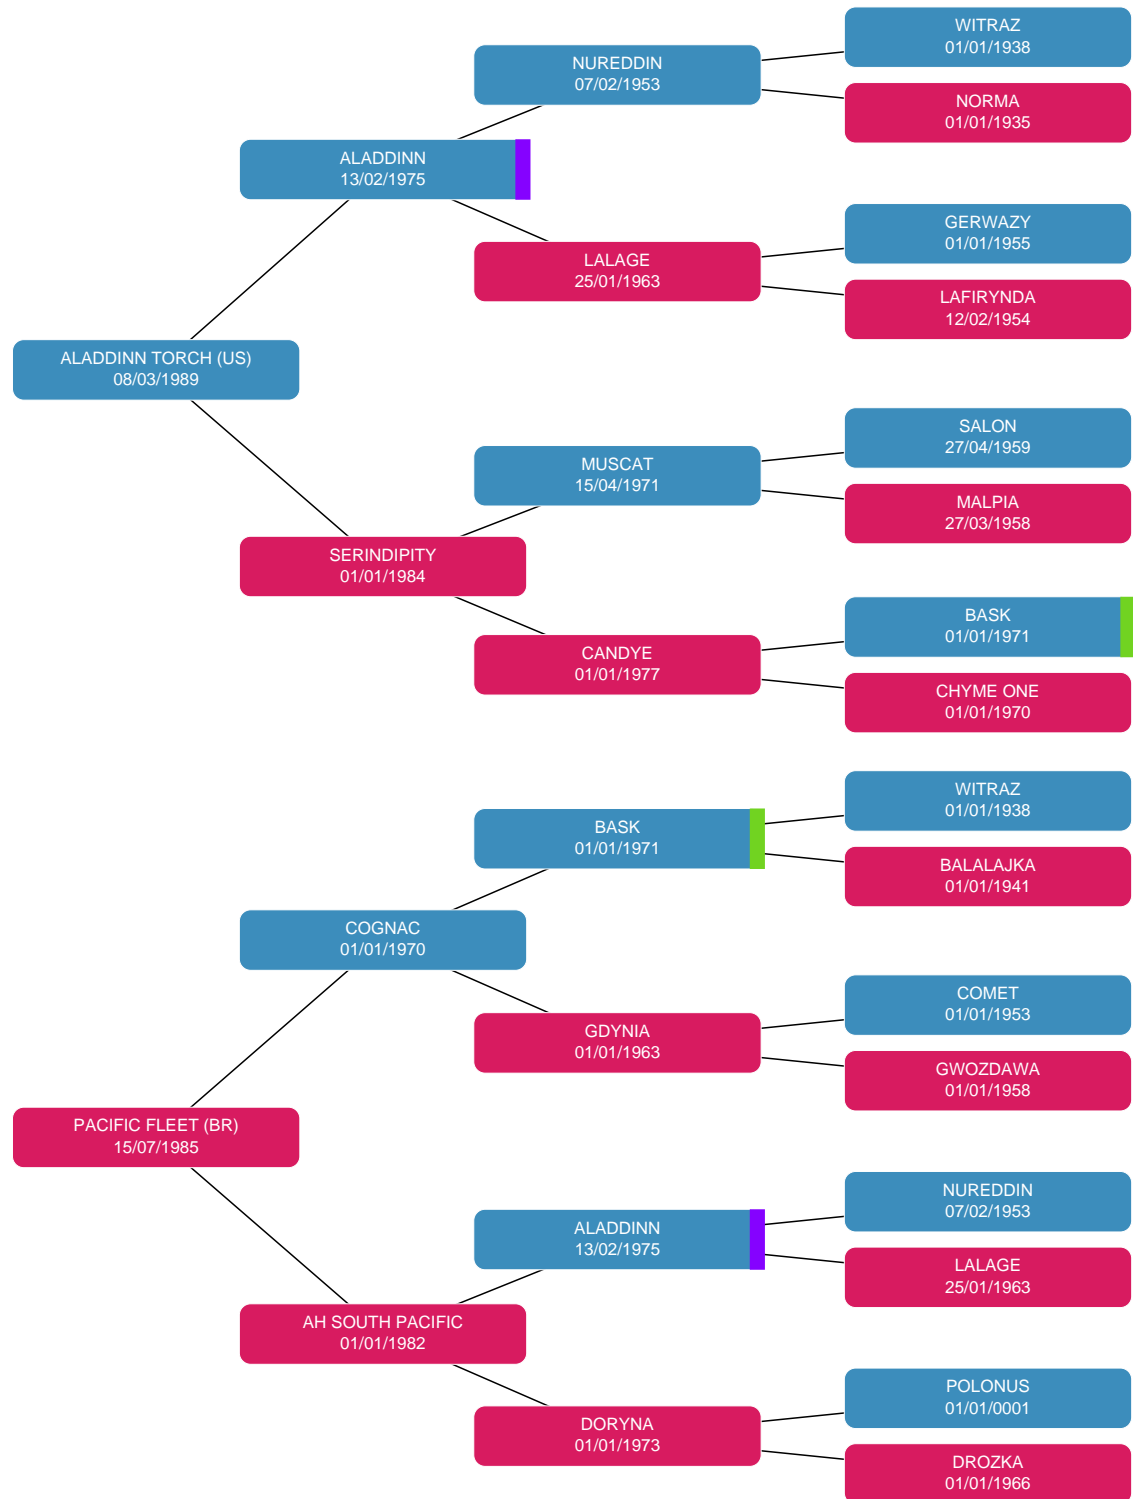 WITRAZ
01/01/1938
NUREDDIN
07/02/1953
NORMA
01/01/1935
ALADDINN
13/02/1975
GERWAZY
01/01/1955
LALAGE
25/01/1963
LAFIRYNDA
12/02/1954
ALADDINN TORCH (US)
08/03/1989
SALON
27/04/1959
MUSCAT
15/04/1971
MALPIA
27/03/1958
SERINDIPITY
01/01/1984
BASK
01/01/1971
CANDYE
01/01/1977
CHYME ONE
01/01/1970
WITRAZ
01/01/1938
BASK
01/01/1971
BALALAJKA
01/01/1941
COGNAC
01/01/1970
COMET
01/01/1953
GDYNIA
01/01/1963
GWOZDAWA
01/01/1958
PACIFIC FLEET (BR)
15/07/1985
NUREDDIN
07/02/1953
ALADDINN
13/02/1975
LALAGE
25/01/1963
AH SOUTH PACIFIC
01/01/1982
POLONUS
01/01/0001
DORYNA
01/01/1973
DROZKA
01/01/1966